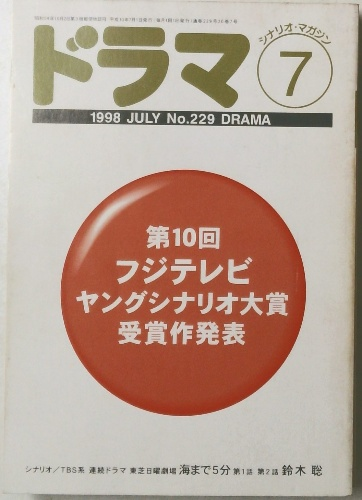 ドラマ
シナリオ・マガジン
7
1998 JULY No.229 DRAMA
第10回
フジテレビ
ヤングシナリオ大賞
受賞作発表
シナリオ/TBS系 連続ドラマ 東芝日曜劇場 海まで5分 第1話 第2話 鈴木 聡